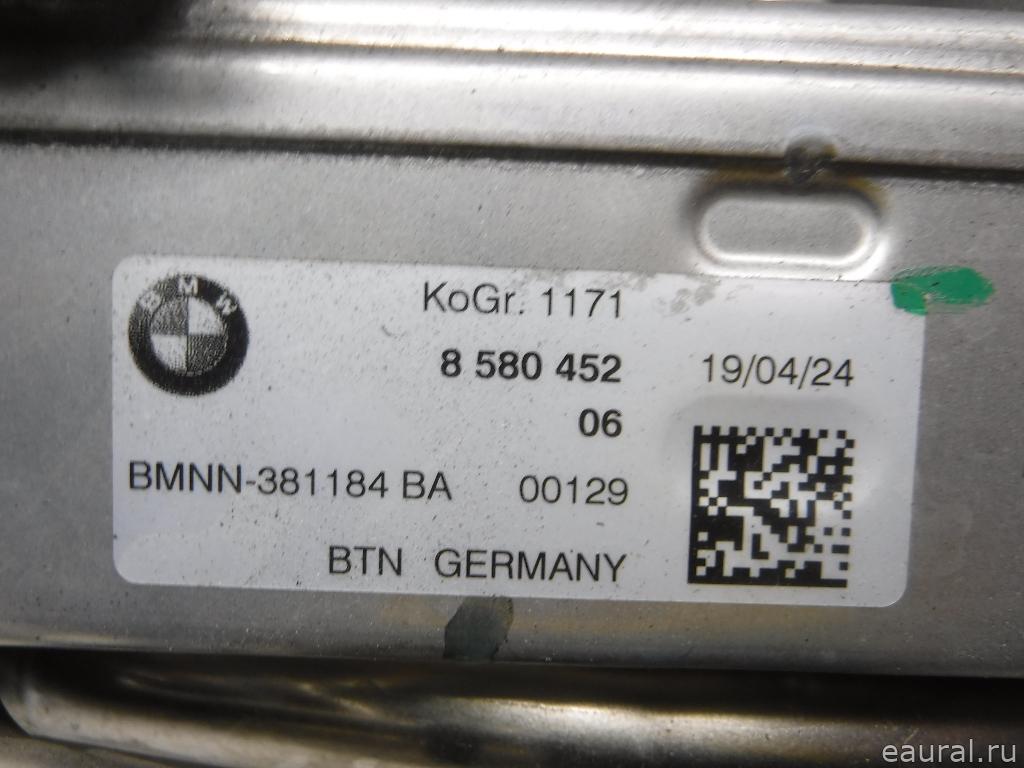 BMW
KoGr. 1171
8 580 452
19/04/24
06
BMNN-381184 BA 00129
BTN GERMANY
eaural.ru